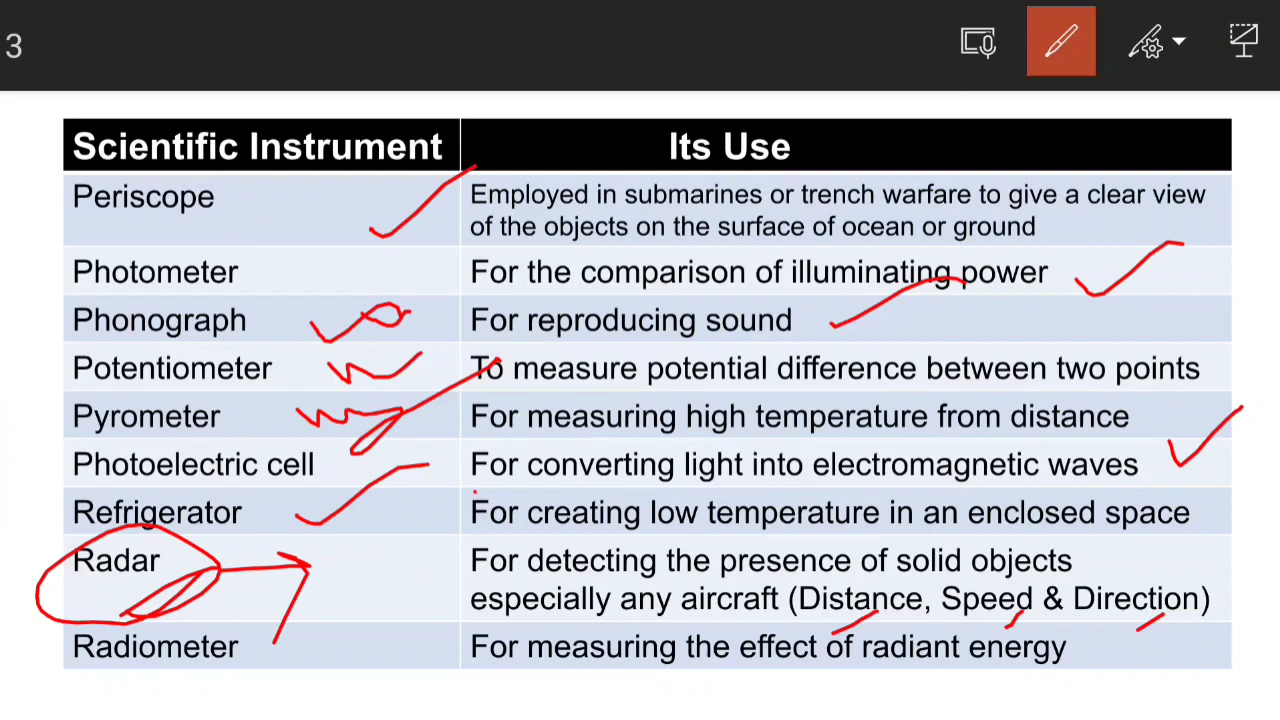 3
Scientific Instrument Its Use
Periscope Employed in submarines or trench warfare to give a clear view
of the objects on the surface of ocean or ground
Photometer For the comparison of illuminating power
Phonograph For reproducing sound
Potentiometer To measure potential difference between two points
Pyrometer For measuring high temperature from distance
Photoelectric cell For converting light into electromagnetic waves
Refrigerator For creating low temperature in an enclosed space
Radar For detecting the presence of solid objects
especially any aircraft (Distance, Speed & Direction)
Radiometer For measuring the effect of radiant energy